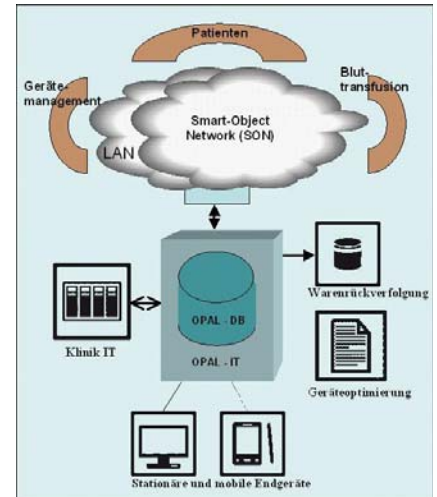 Patienten
Geräte-
management
Blut-
transfusion
Smart-Object
Network (SON)
LAN
Warenrückverfolgung
OPAL - DB
Klinik IT
OPAL - IT
Geräteoptimierung
Stationäre und mobile Endgeräte